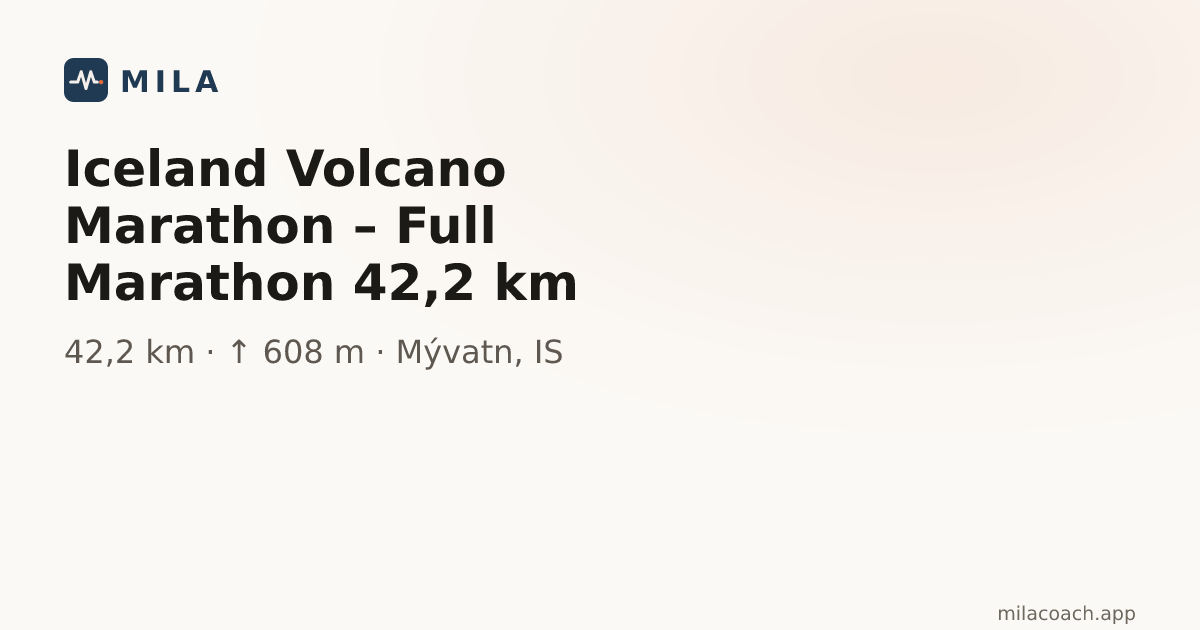 MILA
Iceland Volcano
Marathon – Full
Marathon 42,2 km
42,2 km · ↑ 608 m · Mývatn, IS
milacoach.app